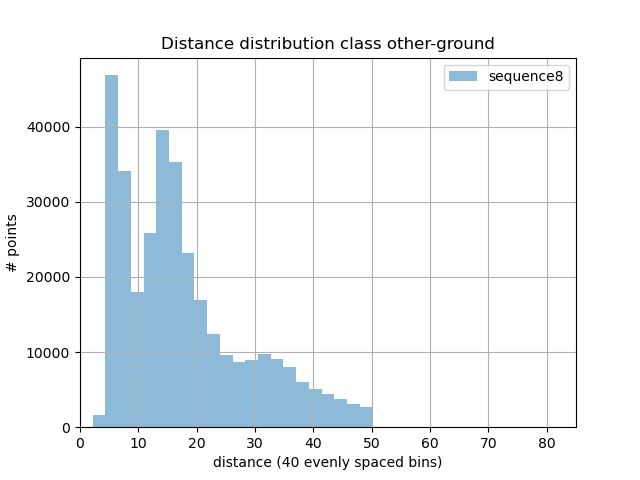 Distance distribution class other-ground
sequence8
# points
40000
30000
20000
10000
0
0 10 20 30 40 50 60 70 80
distance (40 evenly spaced bins)